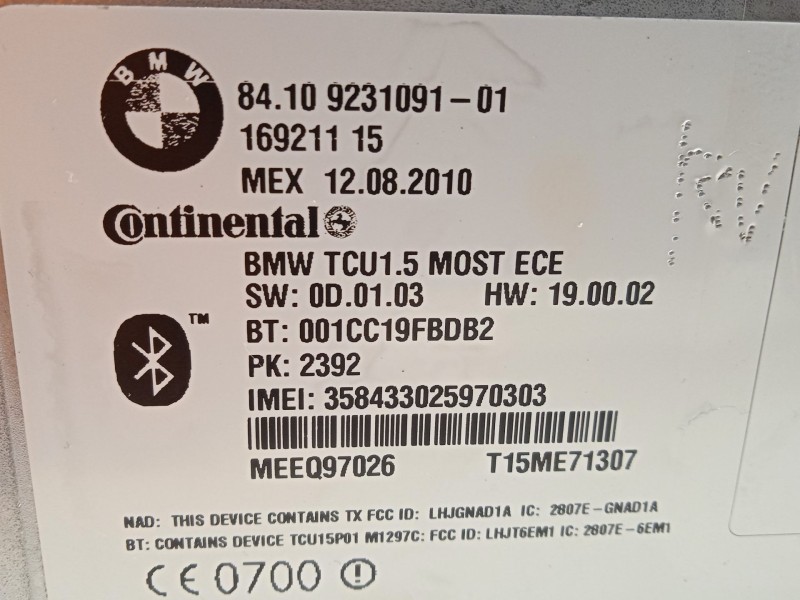 BMW
84.10 9231091-01
169211 15
MEX 12.08.2010
Continental
BMW TCU1.5 MOST ECE
SW: 0D.01.03 HW: 19.00.02
TM
BT: 001CC19FBDB2
PK: 2392
IMEI: 358433025970303
MEEQ97026 T15ME71307
NAD: THIS DEVICE CONTAINS TX FCC ID: LHJGNAD1A IC: 2807E-GNAD1A
BT: CONTAINS DEVICE TCU15P01 M1297C: FCC ID: LHJT6EM1 IC: 2807E-6EM1
CE 0700